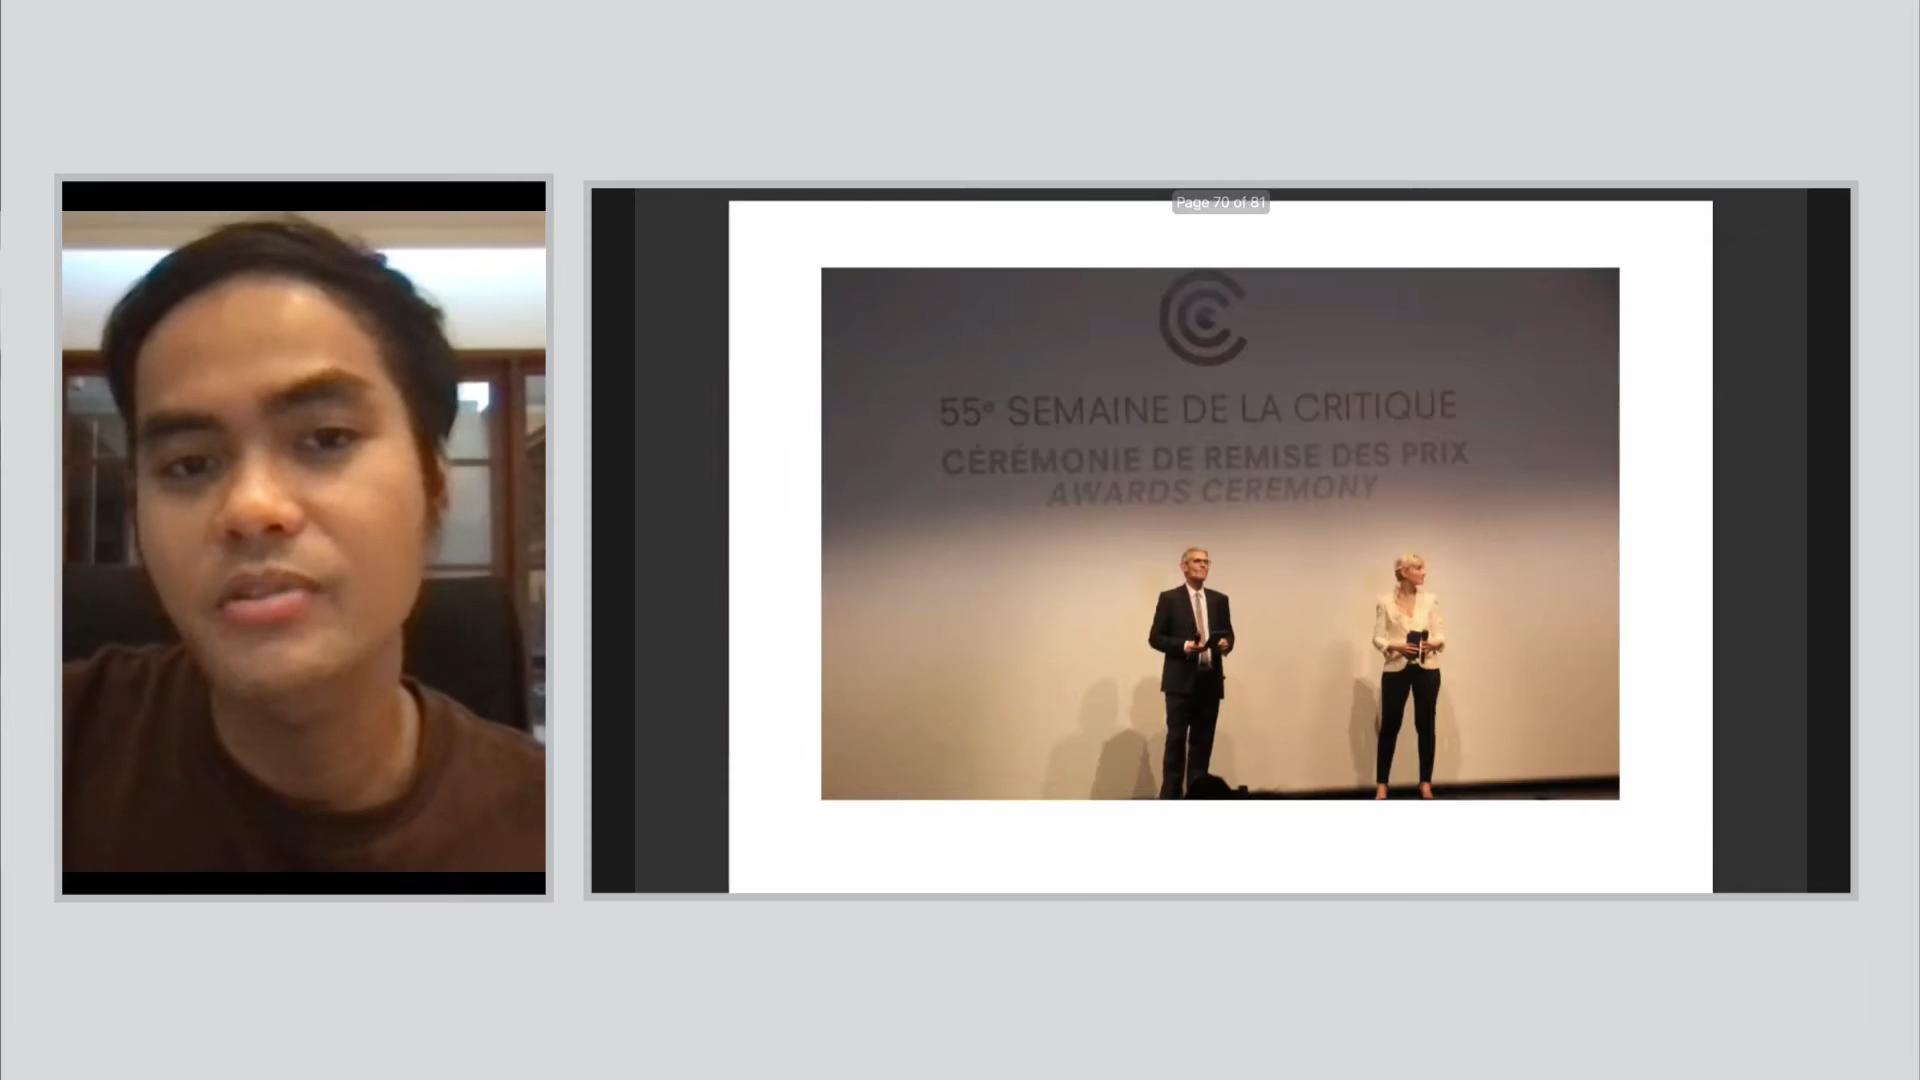 Page 70 of 81
55e SEMAINE DE LA CRITIQUE
CÉRÉMONIE DE REMISE DES PRIX
AWARDS CEREMONY